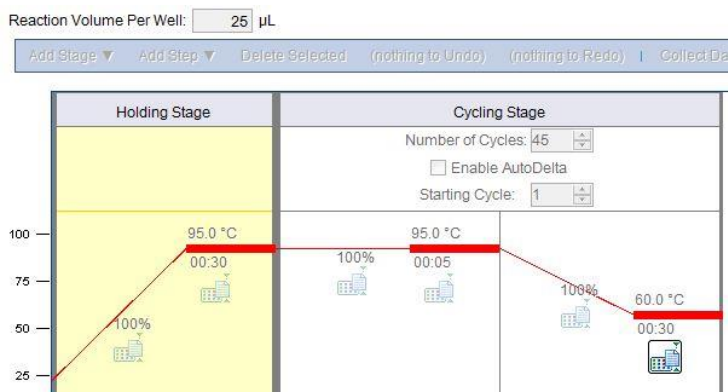 Reaction Volume Per Well: 25 µL
Add Stage ▼ Add Step ▼ Delete Selected (nothing to Undo) (nothing to Redo) | Collect Da
Holding Stage Cycling Stage
Number of Cycles: 45
Enable AutoDelta
Starting Cycle: 1
100 95.0 °C 95.0 °C
00:30 100% 00:05
75 100% 60.0 °C
50 100% 00:30
25